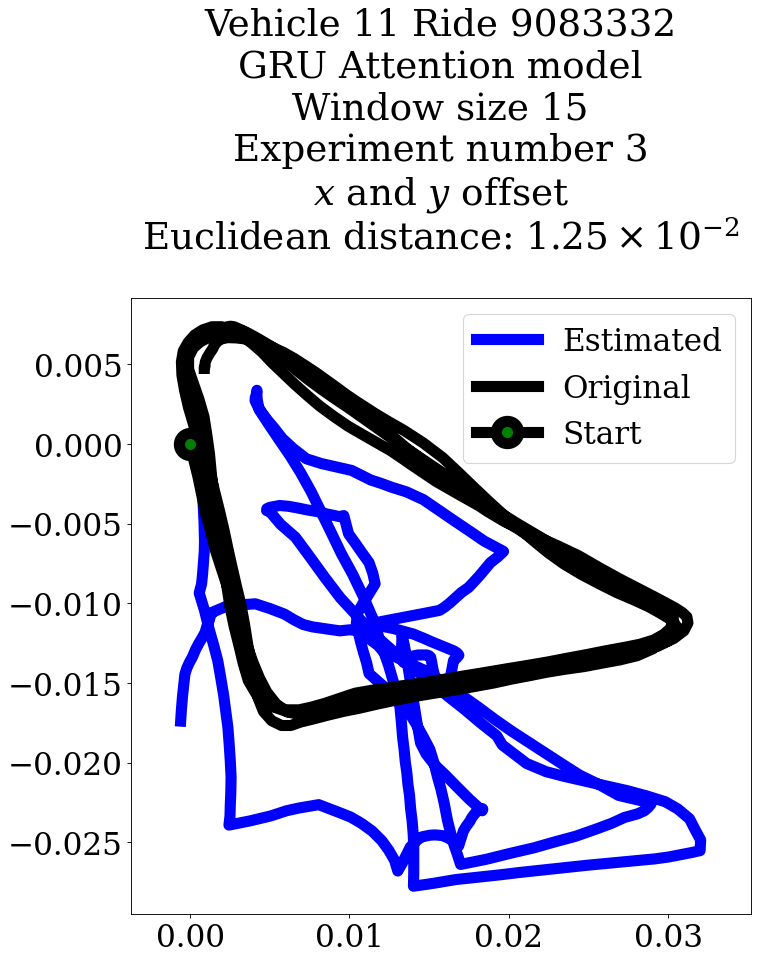 Vehicle 11 Ride 9083332
GRU Attention model
Window size 15
Experiment number 3
x and y offset
Euclidean distance: 1.25 × 10⁻²
Estimated
Original
Start
0.005
0.000
−0.005
−0.010
−0.015
−0.020
−0.025
0.00 0.01 0.02 0.03